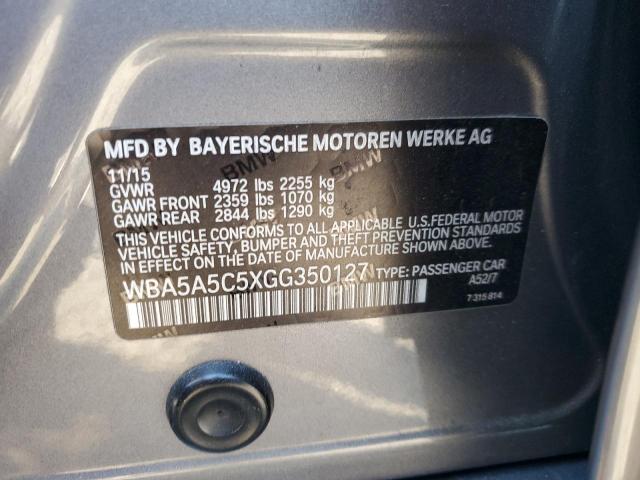 MFD BY BAYERISCHE MOTOREN WERKE AG
11/15
GVWR 4972 lbs 2255 kg
GAWR FRONT 2359 lbs 1070 kg
GAWR REAR 2844 lbs 1290 kg
THIS VEHICLE CONFORMS TO ALL APPLICABLE U.S.FEDERAL MOTOR
VEHICLE SAFETY, BUMPER, AND THEFT PREVENTION STANDARDS
IN EFFECT ON THE DATE OF MANUFACTURE SHOWN ABOVE.
WBA5A5C5XGG350127 TYPE: PASSENGER CAR
A52/7
7 315 814
BMW
BMW
BMW